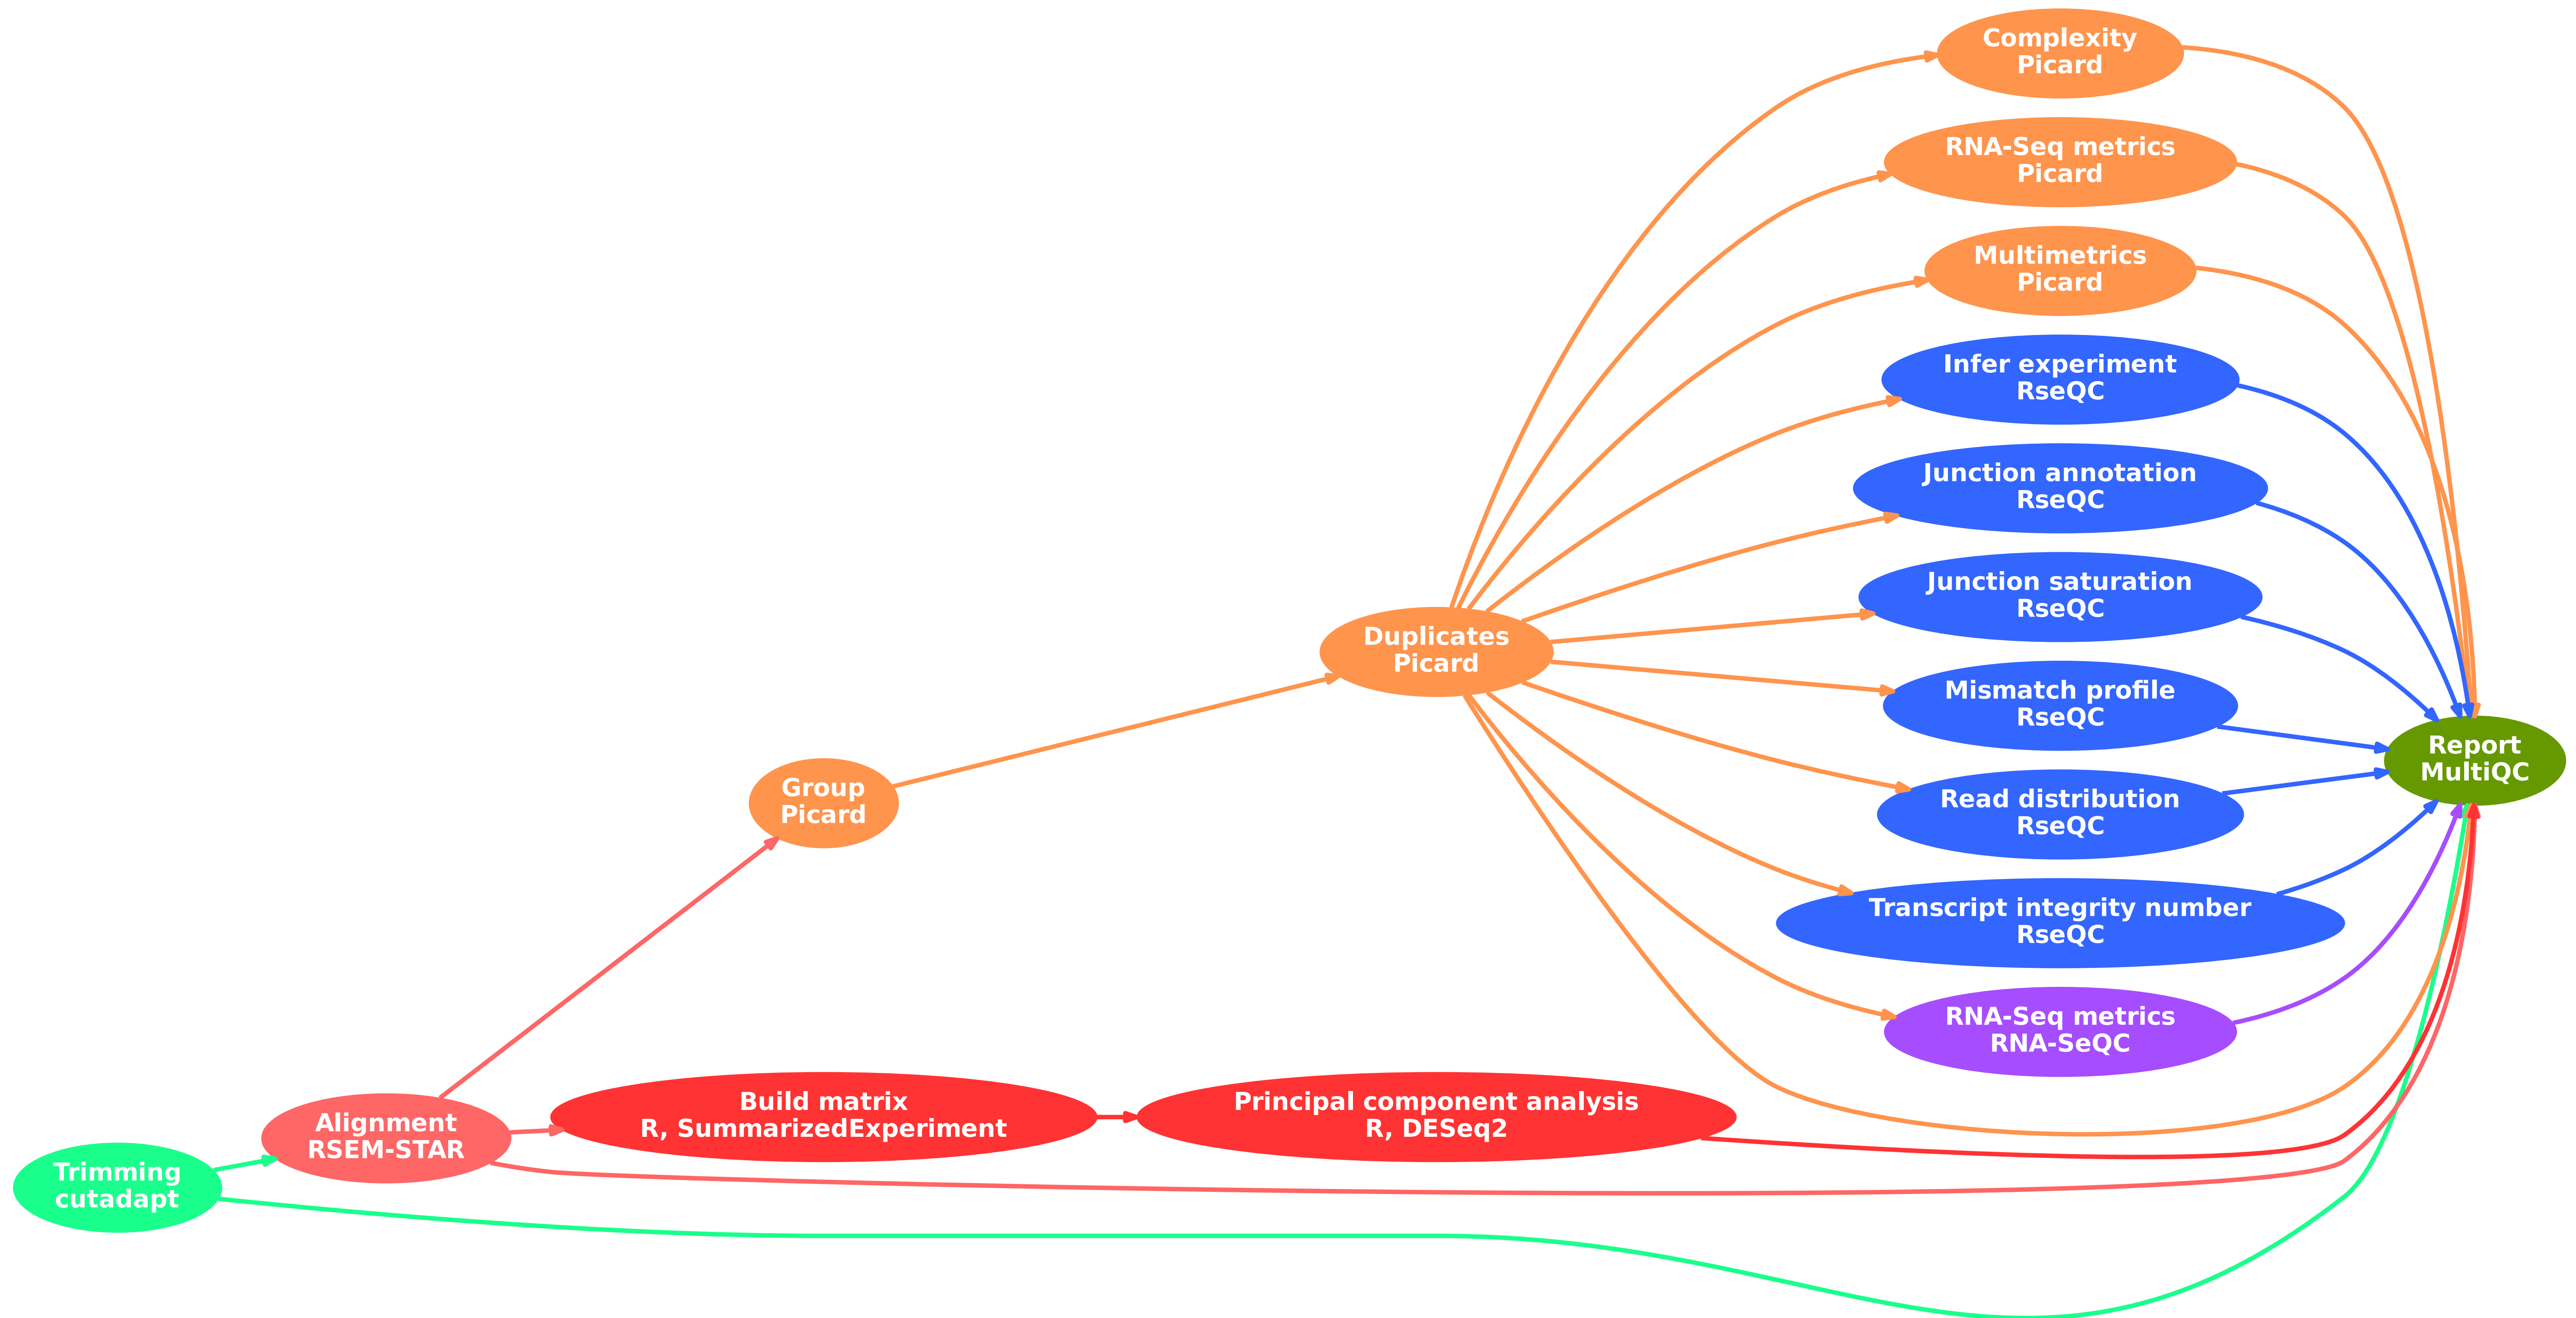 Complexity
Picard
RNA-Seq metrics
Picard
Multimetrics
Picard
Infer experiment
RseQC
Junction annotation
RseQC
Junction saturation
RseQC
Duplicates
Picard
Mismatch profile
RseQC
Report
MultiQC
Group
Picard
Read distribution
RseQC
Transcript integrity number
RseQC
RNA-Seq metrics
RNA-SeQC
Build matrix
R, SummarizedExperiment
Principal component analysis
R, DESeq2
Alignment
RSEM-STAR
Trimming
cutadapt